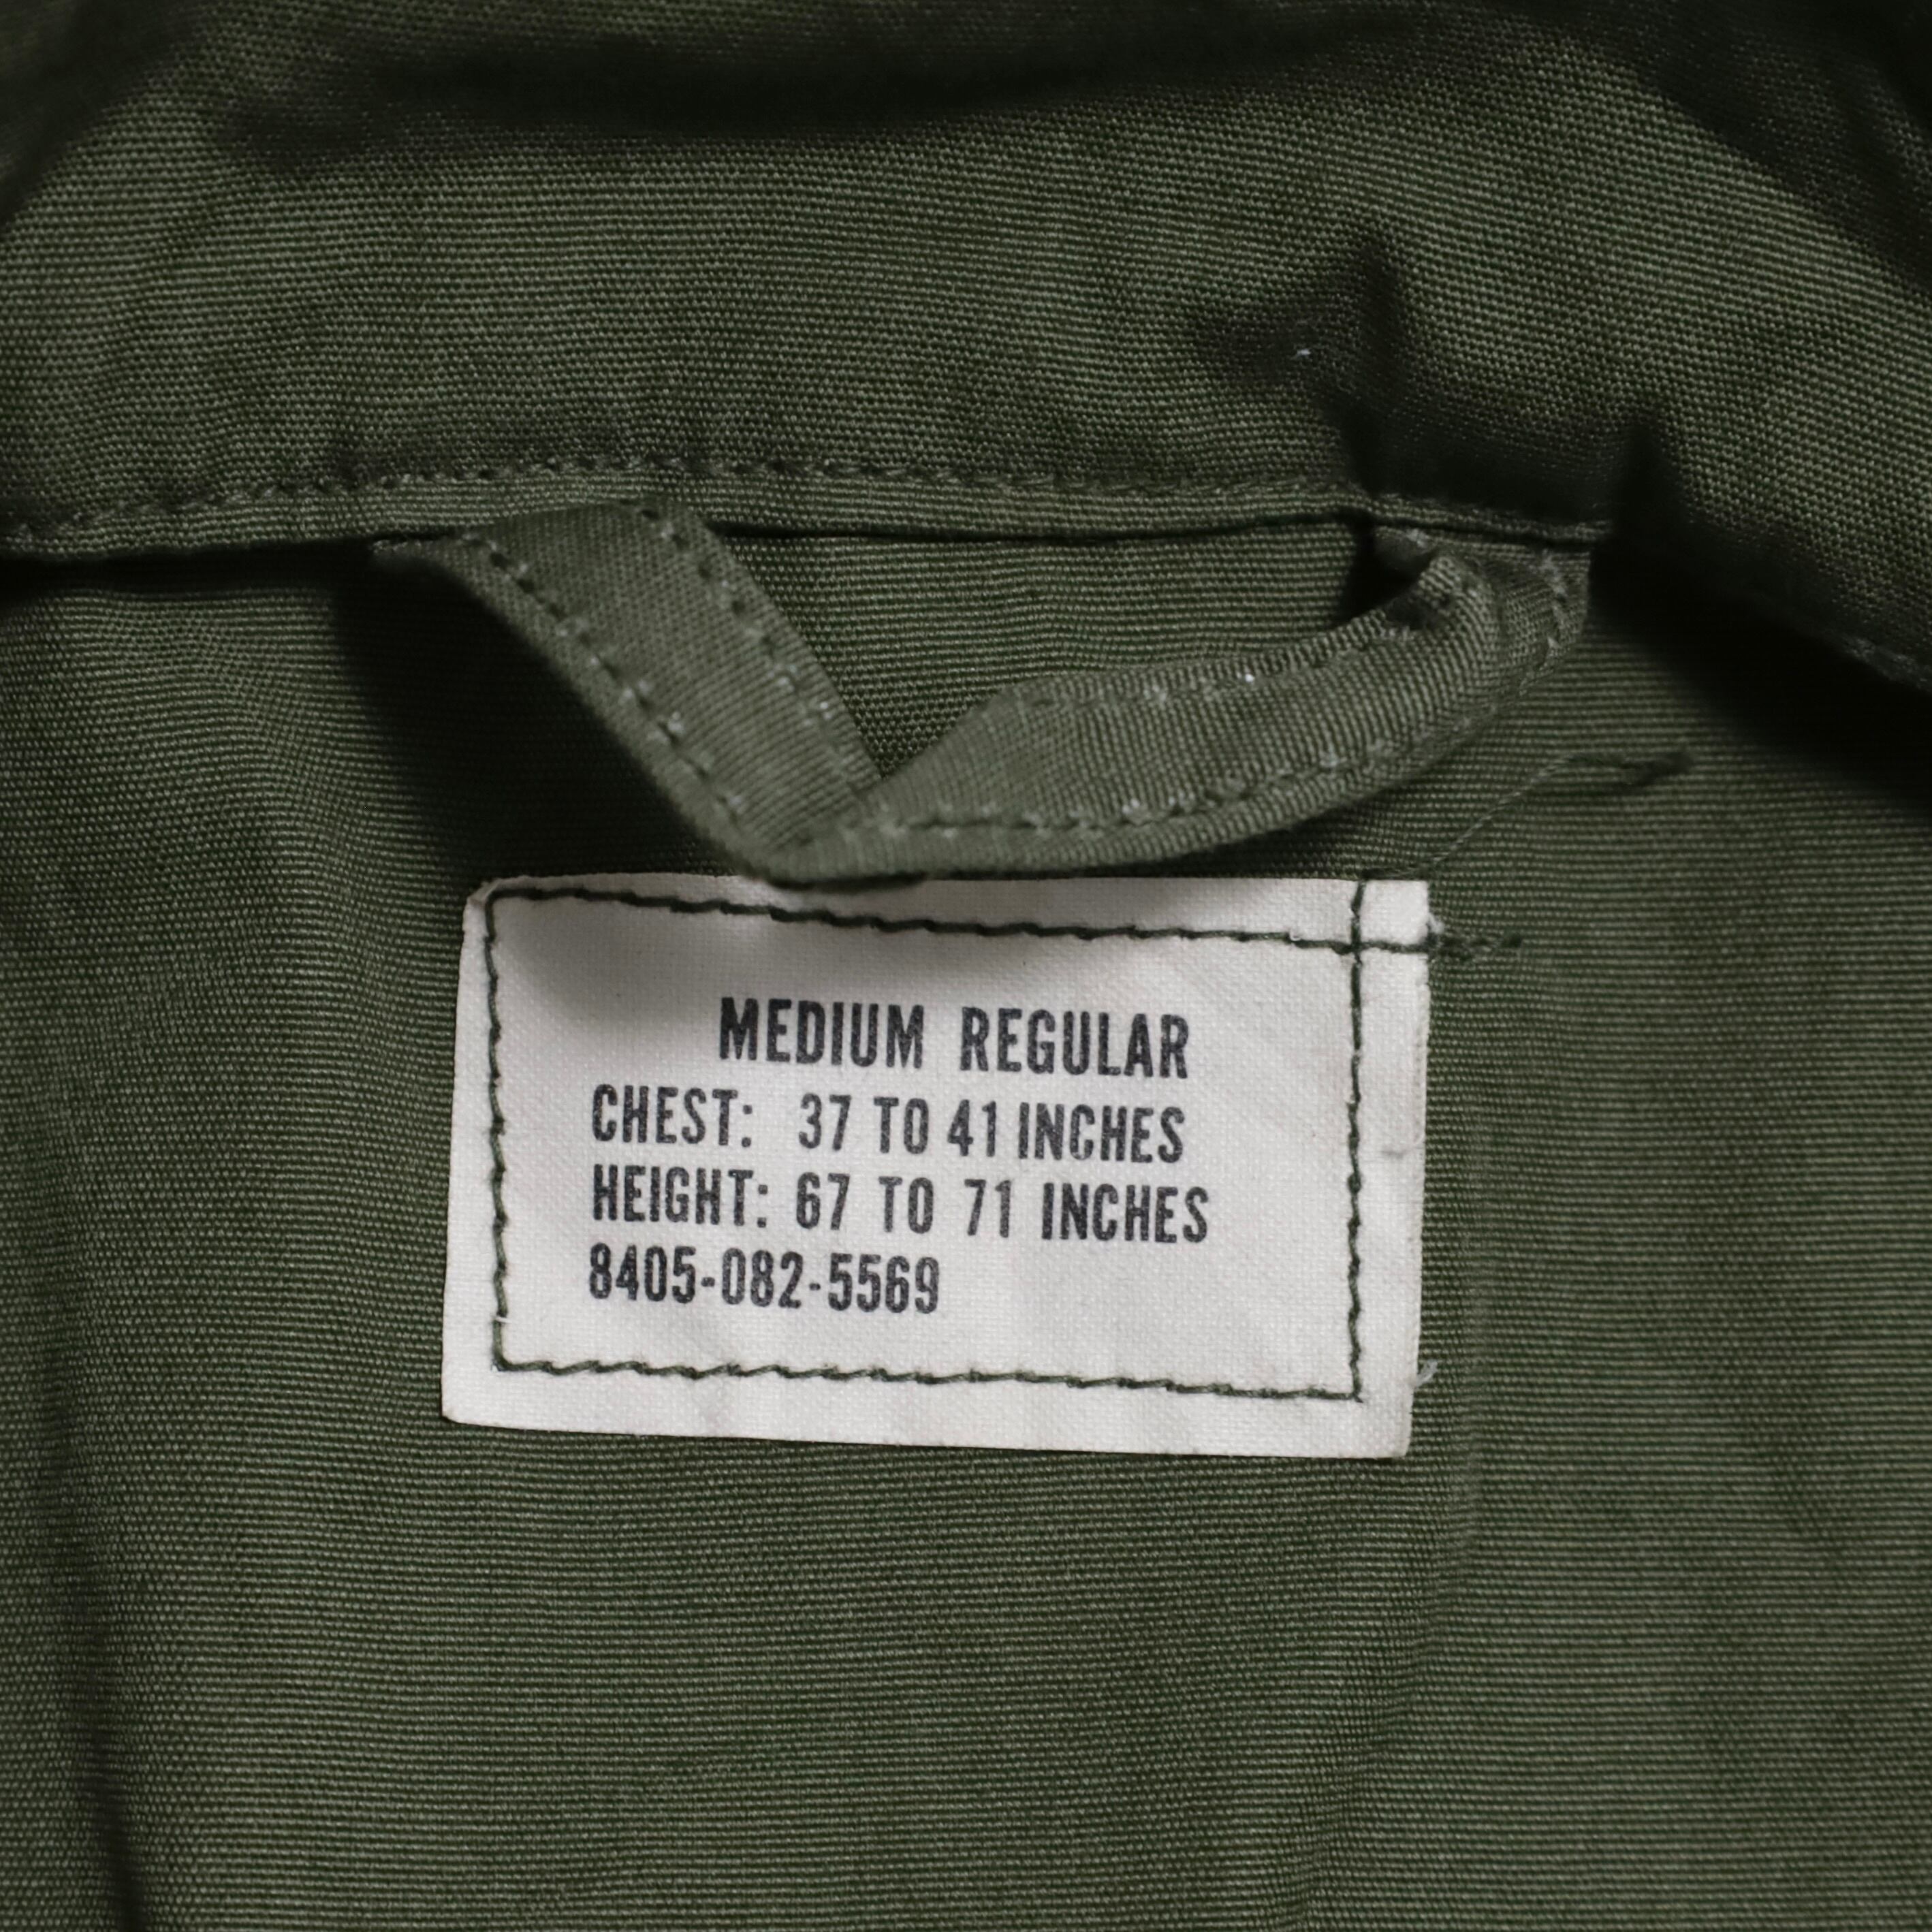 MEDIUM REGULAR
CHEST: 37 TO 41 INCHES
HEIGHT: 67 TO 71 INCHES
8405-082-5569